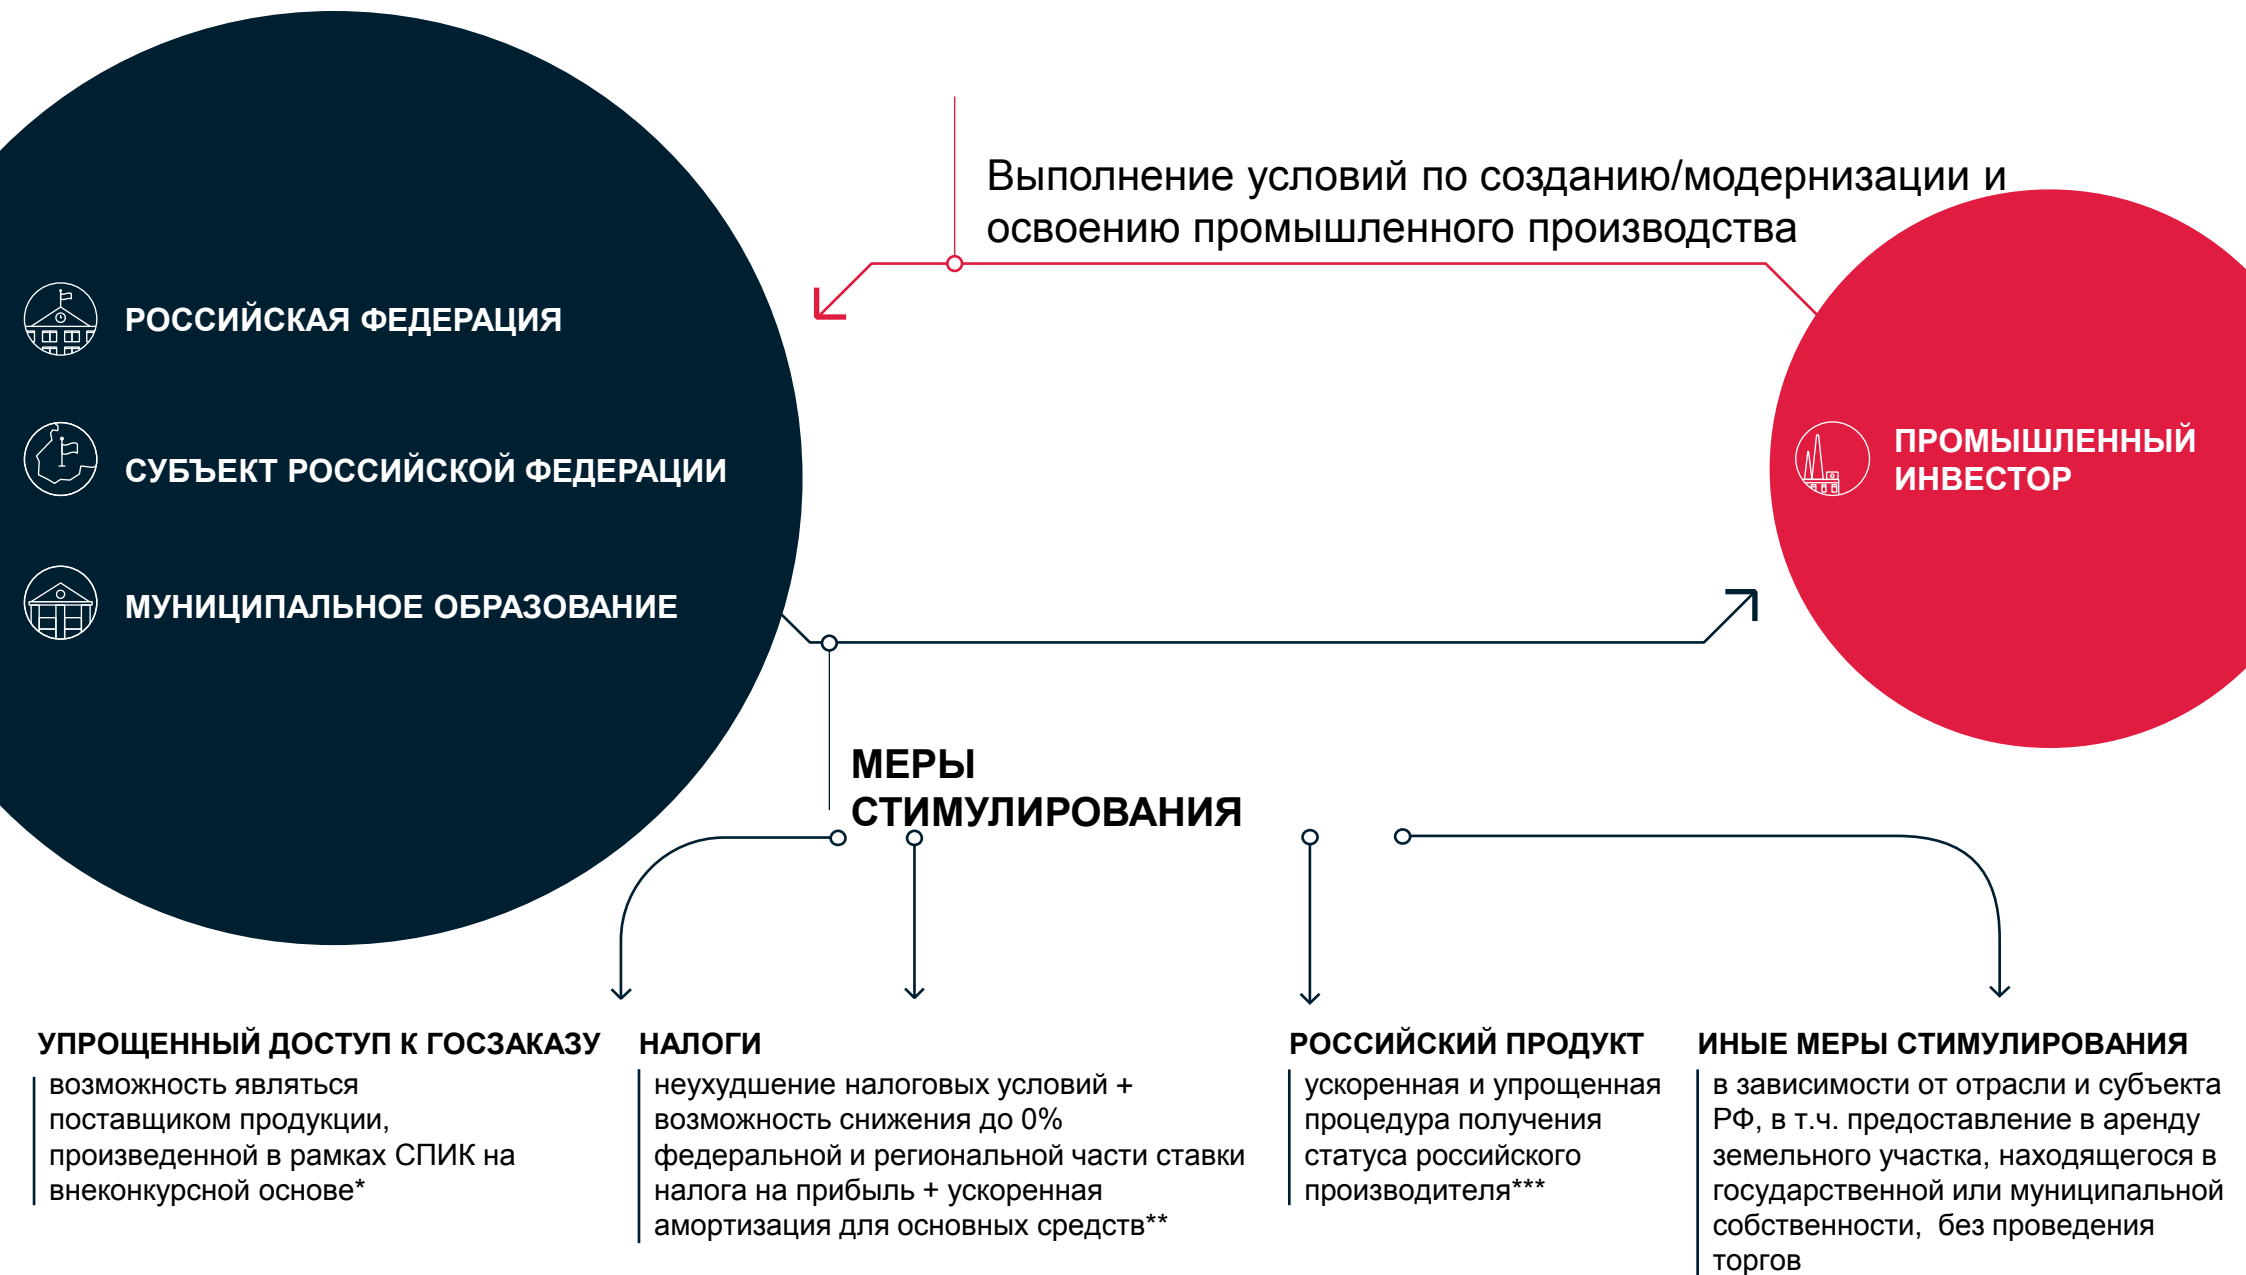 Выполнение условий по созданию/модернизации и
освоению промышленного производства
РОССИЙСКАЯ ФЕДЕРАЦИЯ
СУБЪЕКТ РОССИЙСКОЙ ФЕДЕРАЦИИ
МУНИЦИПАЛЬНОЕ ОБРАЗОВАНИЕ
ПРОМЫШЛЕННЫЙ
ИНВЕСТОР
МЕРЫ
СТИМУЛИРОВАНИЯ
УПРОЩЕННЫЙ ДОСТУП К ГОСЗАКАЗУ
возможность являться
поставщиком продукции,
произведенной в рамках СПИК на
внеконкурсной основе*
НАЛОГИ
неухудшение налоговых условий +
возможность снижения до 0%
федеральной и региональной части ставки
налога на прибыль + ускоренная
амортизация для основных средств**
РОССИЙСКИЙ ПРОДУКТ
ускоренная и упрощенная
процедура получения
статуса российского
производителя***
ИНЫЕ МЕРЫ СТИМУЛИРОВАНИЯ
в зависимости от отрасли и субъекта
РФ, в т.ч. предоставление в аренду
земельного участка, находящегося в
государственной или муниципальной
собственности, без проведения
торгов